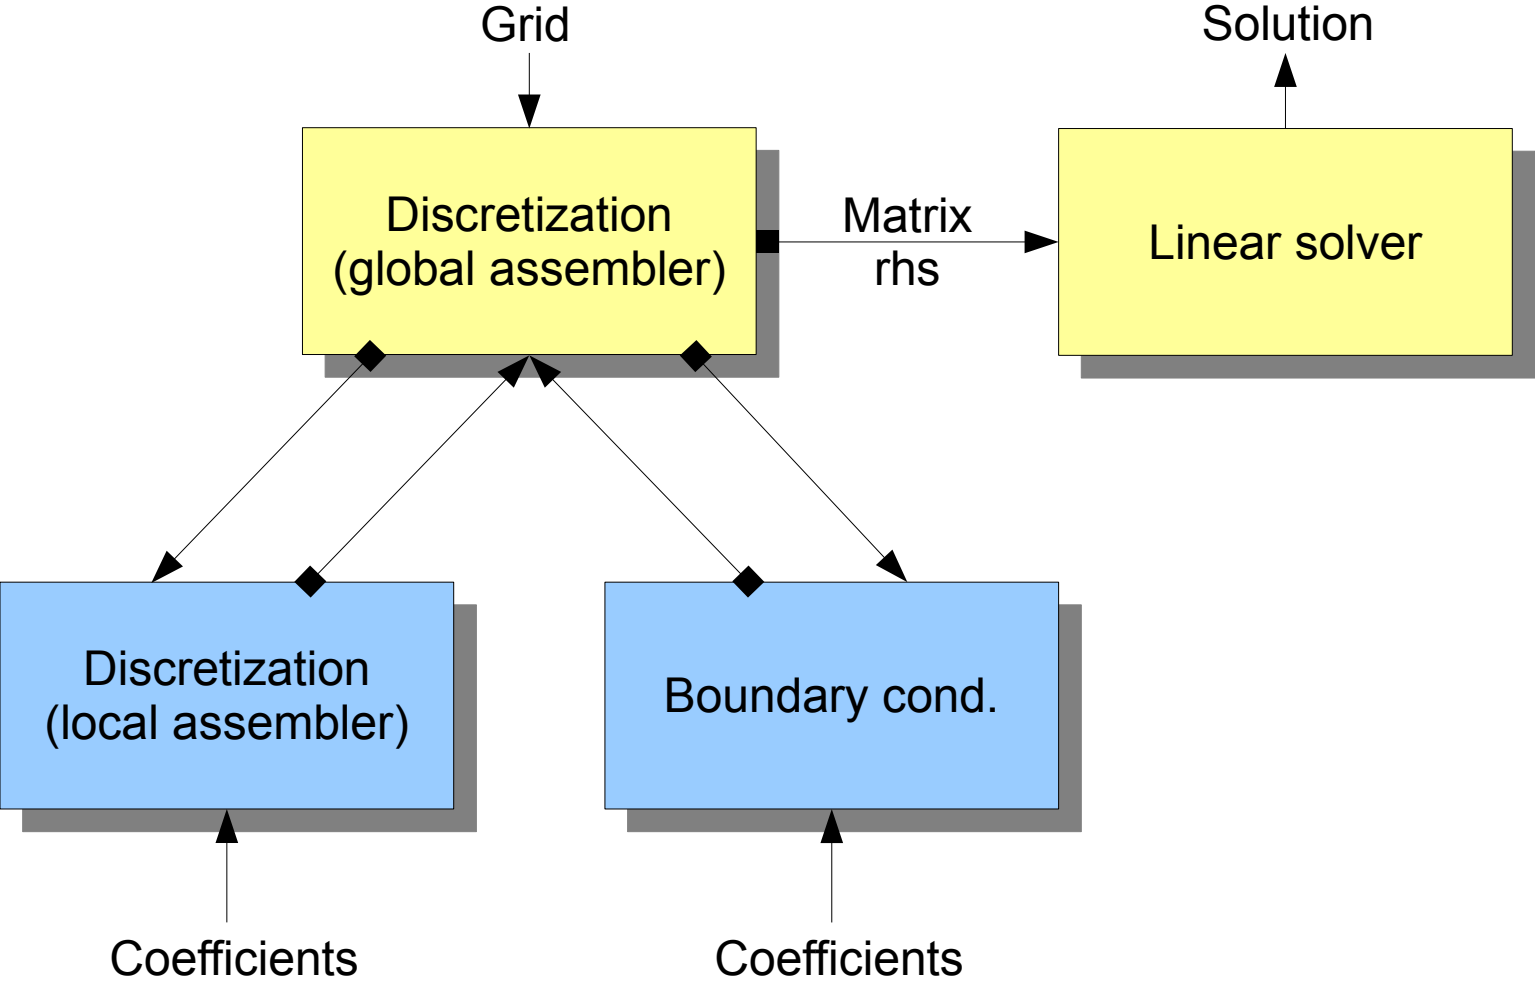 Grid
Solution
Discretization
(global assembler)
Matrix
rhs
Linear solver
Discretization
(local assembler)
Boundary cond.
Coefficients
Coefficients